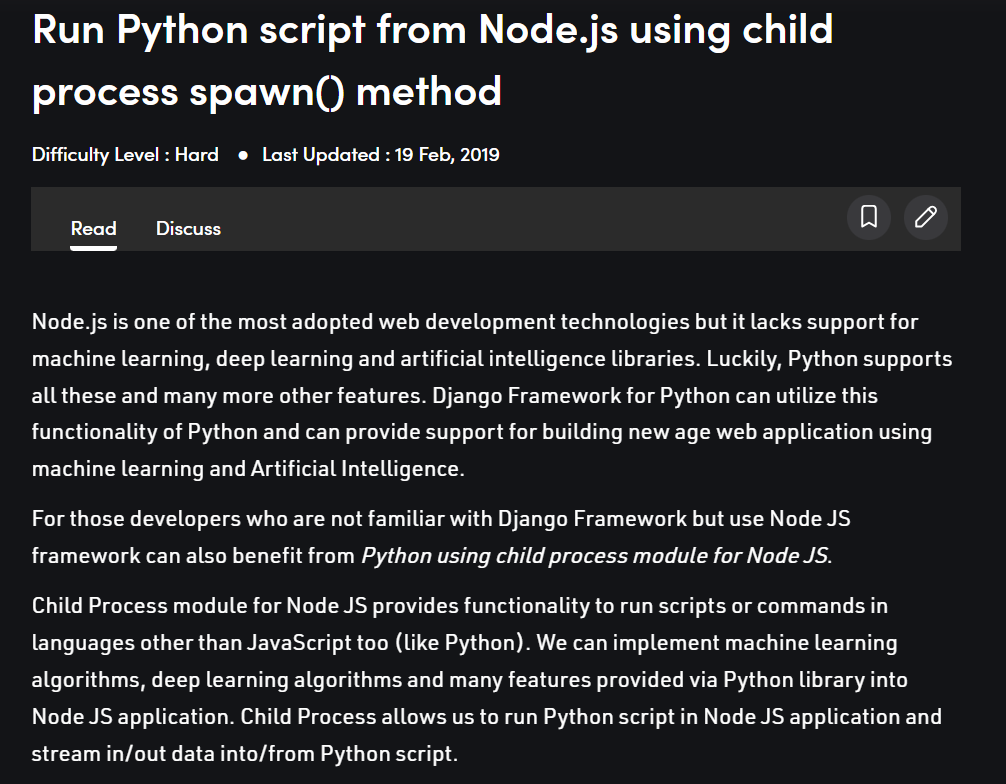 Run Python script from Node.js using child
process spawn() method
Difficulty Level : Hard ● Last Updated : 19 Feb, 2019
Read Discuss
Node.js is one of the most adopted web development technologies but it lacks support for
machine learning, deep learning and artificial intelligence libraries. Luckily, Python supports
all these and many more other features. Django Framework for Python can utilize this
functionality of Python and can provide support for building new age web application using
machine learning and Artificial Intelligence.
For those developers who are not familiar with Django Framework but use Node JS
framework can also benefit from Python using child process module for Node JS.
Child Process module for Node JS provides functionality to run scripts or commands in
languages other than JavaScript too (like Python). We can implement machine learning
algorithms, deep learning algorithms and many features provided via Python library into
Node JS application. Child Process allows us to run Python script in Node JS application and
stream in/out data into/from Python script.